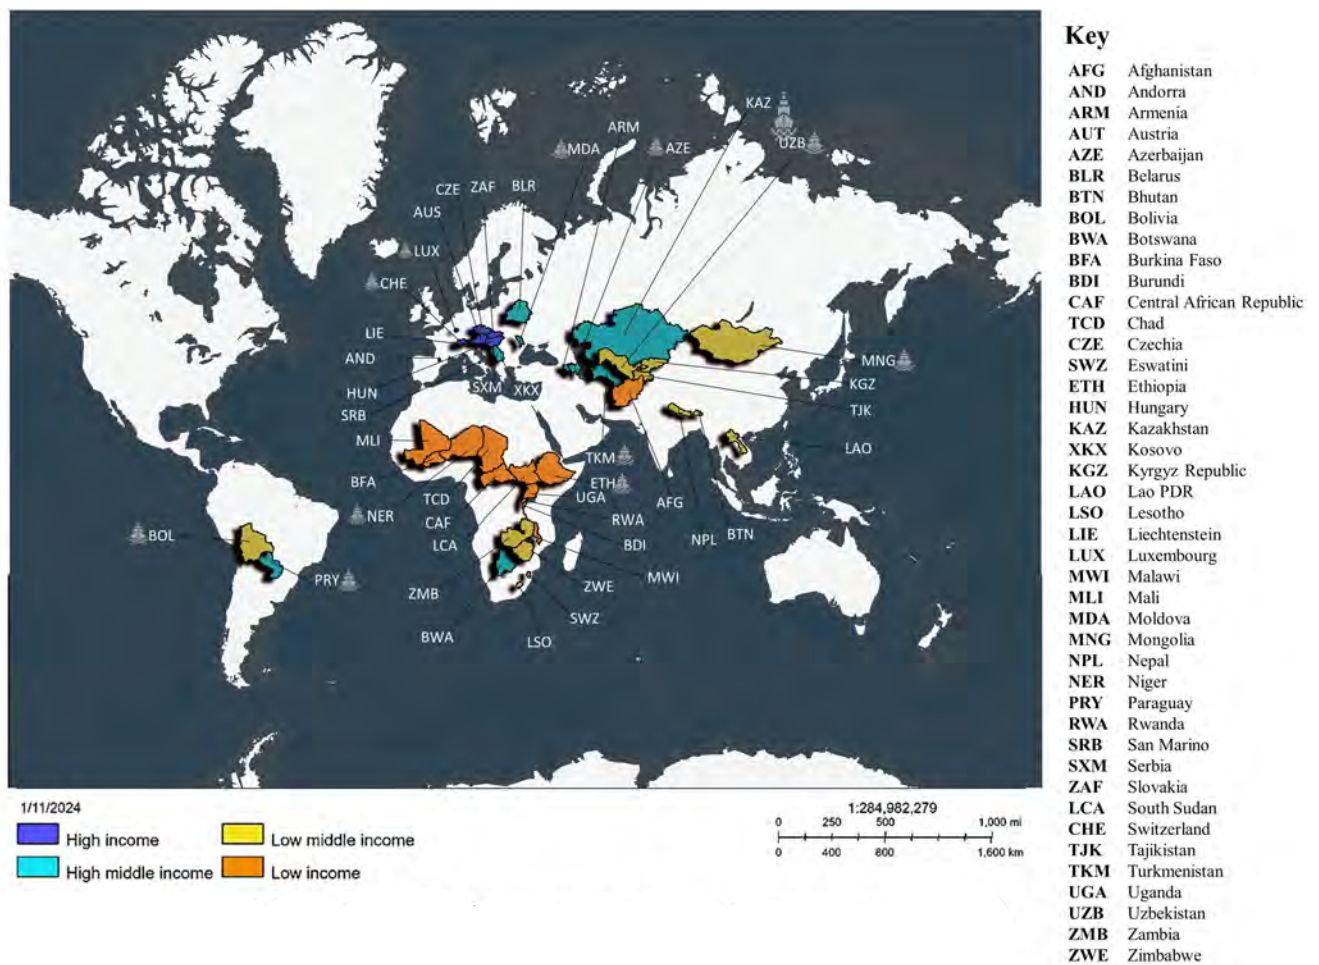 Key
AFG Afghanistan
AND Andorra
ARM Armenia
AUT Austria
AZE Azerbaijan
BLR Belarus
BTN Bhutan
BOL Bolivia
BWA Botswana
BFA Burkina Faso
BDI Burundi
CAF Central African Republic
TCD Chad
CZE Czechia
SWZ Eswatini
ETH Ethiopia
HUN Hungary
KAZ Kazakhstan
XKX Kosovo
KGZ Kyrgyz Republic
LAO Lao PDR
LSO Lesotho
LIE Liechtenstein
LUX Luxembourg
MWI Malawi
MLI Mali
MDA Moldova
MNG Mongolia
NPL Nepal
NER Niger
PRY Paraguay
RWA Rwanda
SRB San Marino
SXM Serbia
ZAF Slovakia
LCA South Sudan
CHE Switzerland
TJK Tajikistan
TKM Turkmenistan
UGA Uganda
UZB Uzbekistan
ZMB Zambia
ZWE Zimbabwe
KAZ
ARM
UZB
MDA
AZE
CZE
ZAF
BLR
AUS
LUX
CHE
LIE
AND
MNG
HUN
SXM
XKX
KGZ
SRB
TJK
MLI
LAO
TKM
BFA
ETH
TCD
UGA
AFG
NER
CAF
RWA
BOL
LCA
BDI
NPL
BTN
PRY
MWI
ZMB
ZWE
SWZ
BWA
LSO
1/11/2024
High income
Low middle income
High middle income
Low income
1:284,982,279
0 250 500 1,000 mi
0 400 800 1,600 km